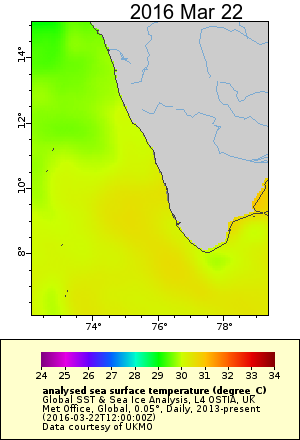 2016 Mar 22
14°
12°
10°
8°
74°
76°
78°
24 25 26 27 28 29 30 31 32 33 34
analysed sea surface temperature (degree_C)
Global SST & Sea Ice Analysis, L4 OSTIA, UK
Met Office, Global, 0.05°, Daily, 2013-present
(2016-03-22T12:00:00Z)
Data courtesy of UKMO